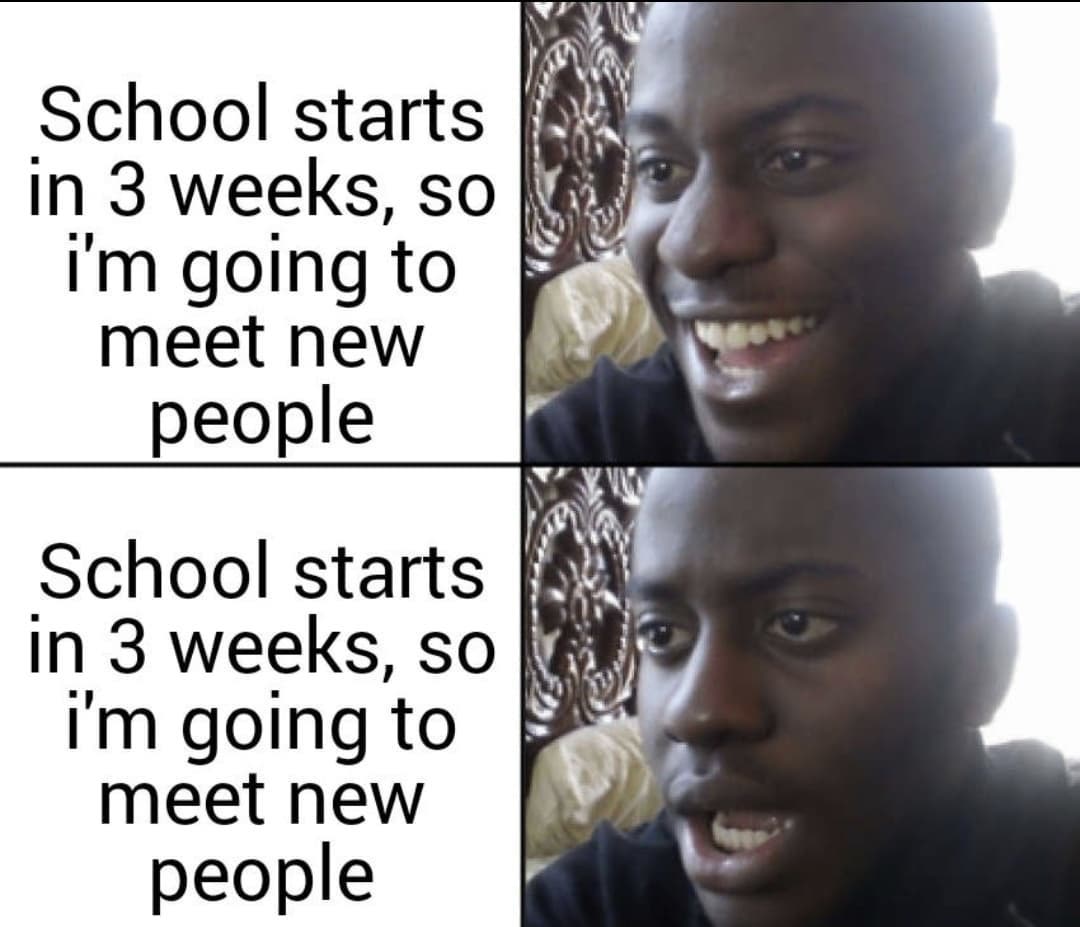 School starts
in 3 weeks, so
i'm going to
meet new
people
School starts
in 3 weeks, so
i'm going to
meet new
people